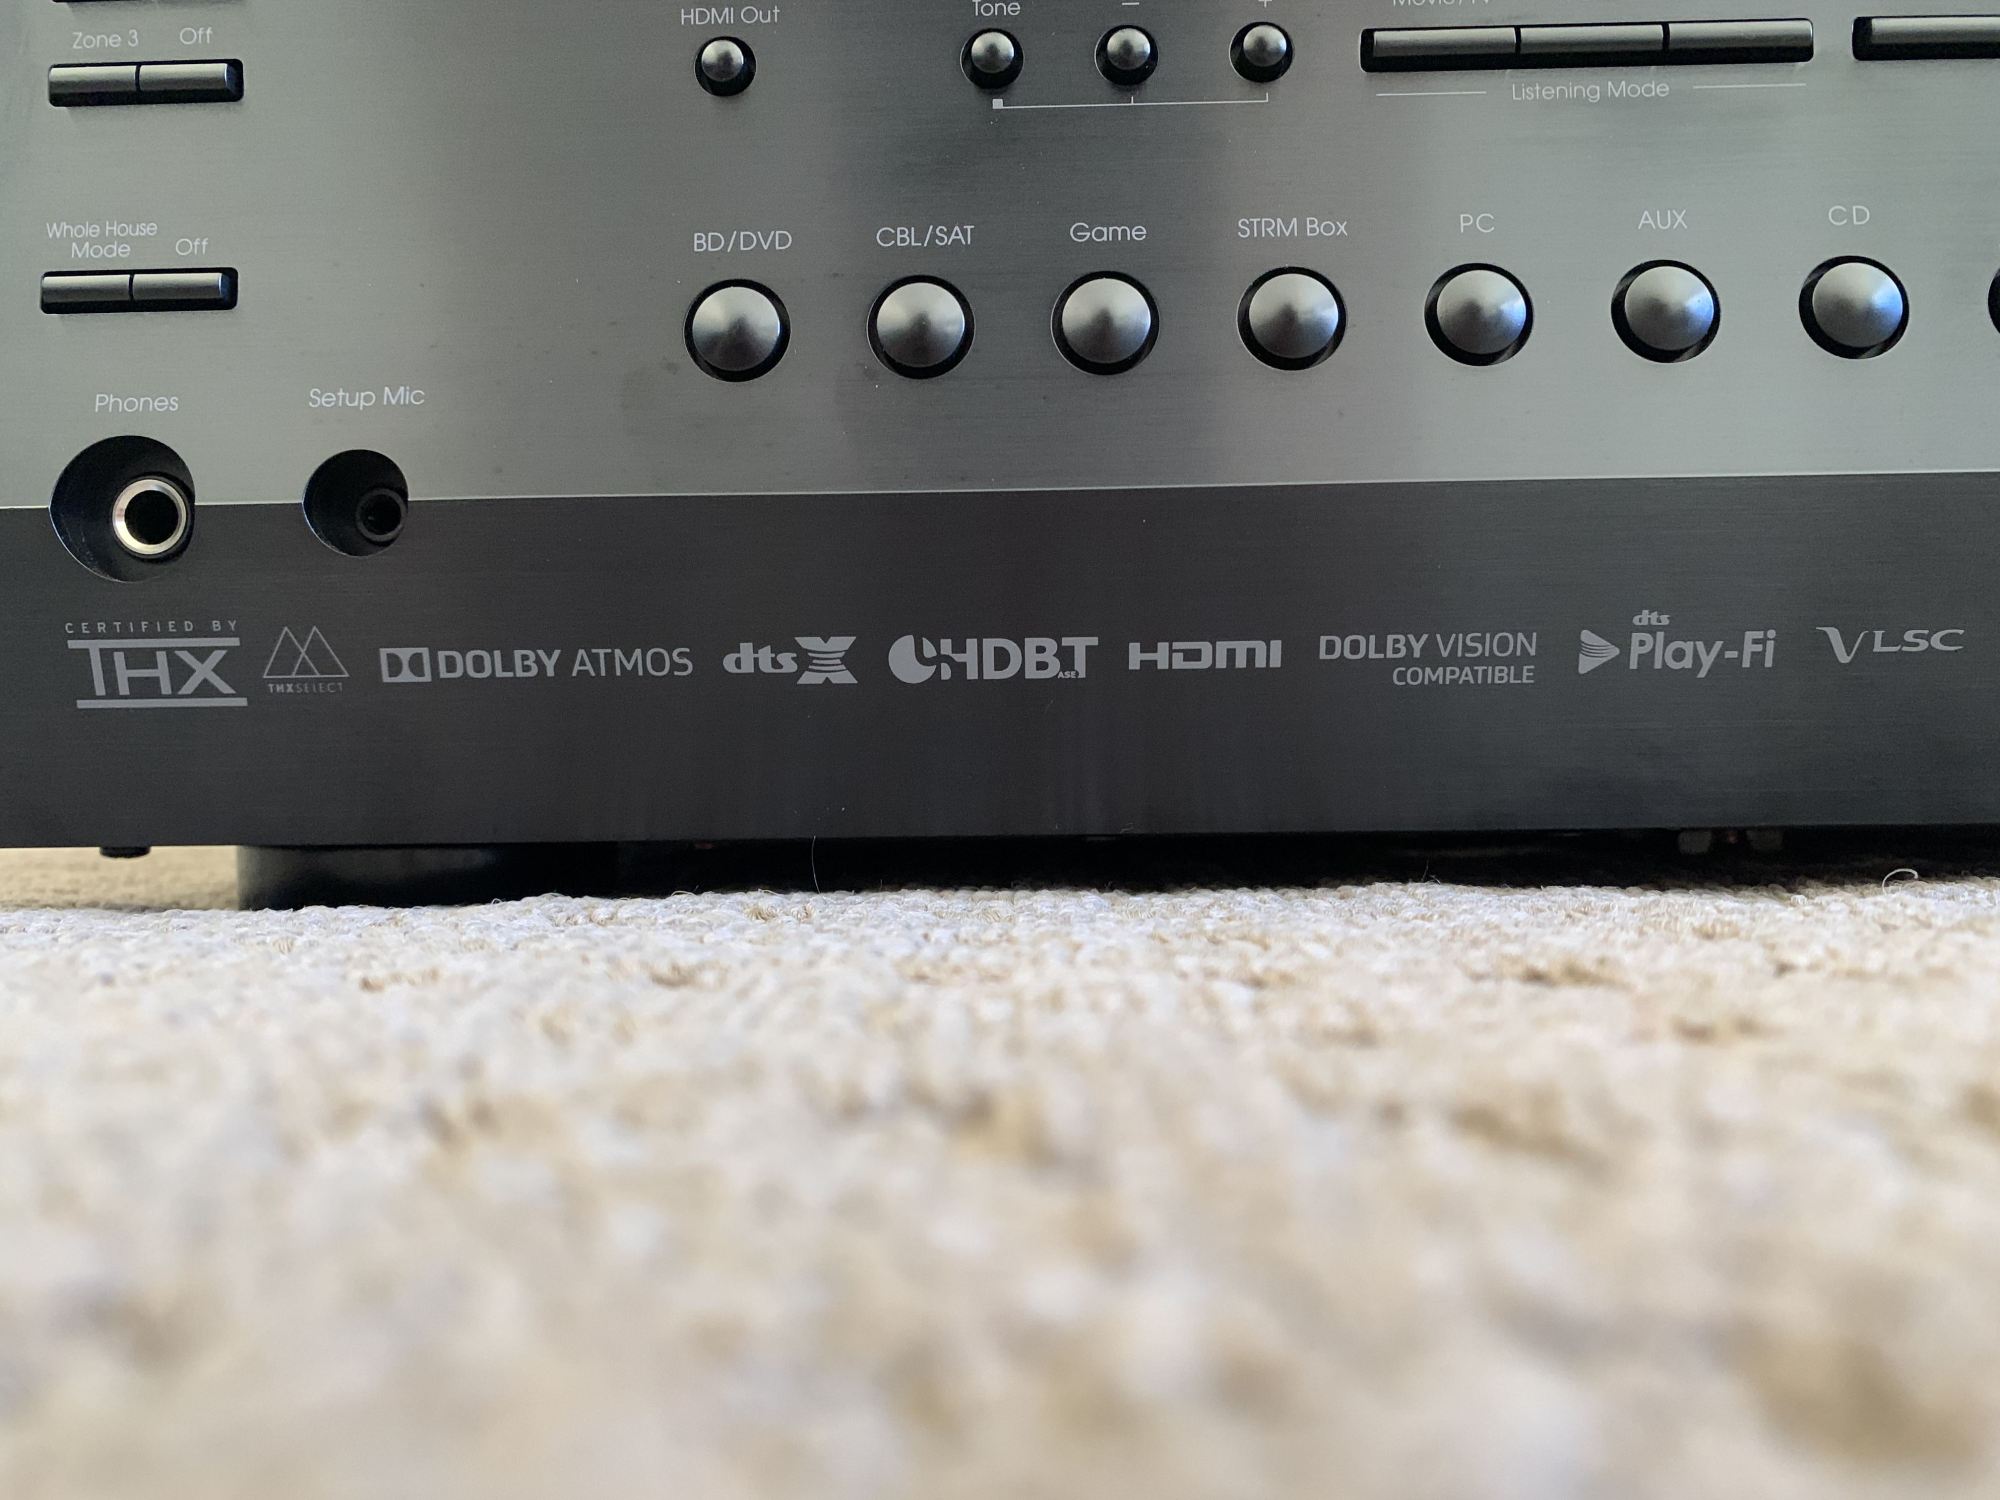 HDMI Out
Tone
−
+
Zone 3 Off
Listening Mode
Whole House
Mode Off
BD/DVD CBL/SAT Game STRM Box PC AUX CD
Phones Setup Mic
CERTIFIED BY
THX
THXSELECT
DOLBY ATMOS
dts X
HDBT
ASE
HDMI
DOLBY VISION
COMPATIBLE
dts
Play-Fi
VLSC